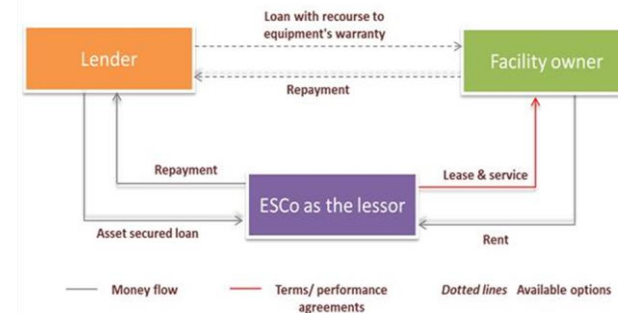 Loan with recourse to
equipment's warranty
Lender
Facility owner
Repayment
Repayment
Lease & service
ESCo as the lessor
Asset secured loan
Rent
Money flow
Terms/ performance
agreements
Dotted lines Available options